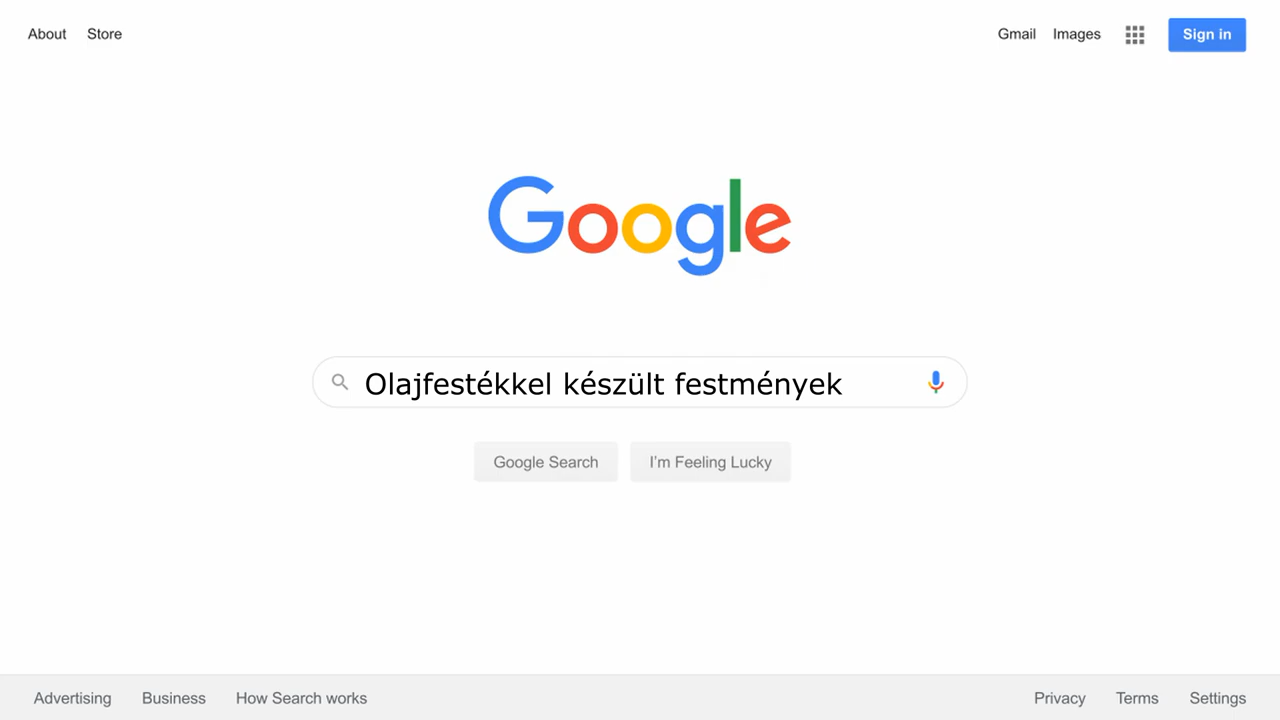 About Store Gmail Images Sign in
Google
Olajfestékkel készült festmények
Google Search I'm Feeling Lucky
Advertising Business How Search works Privacy Terms Settings